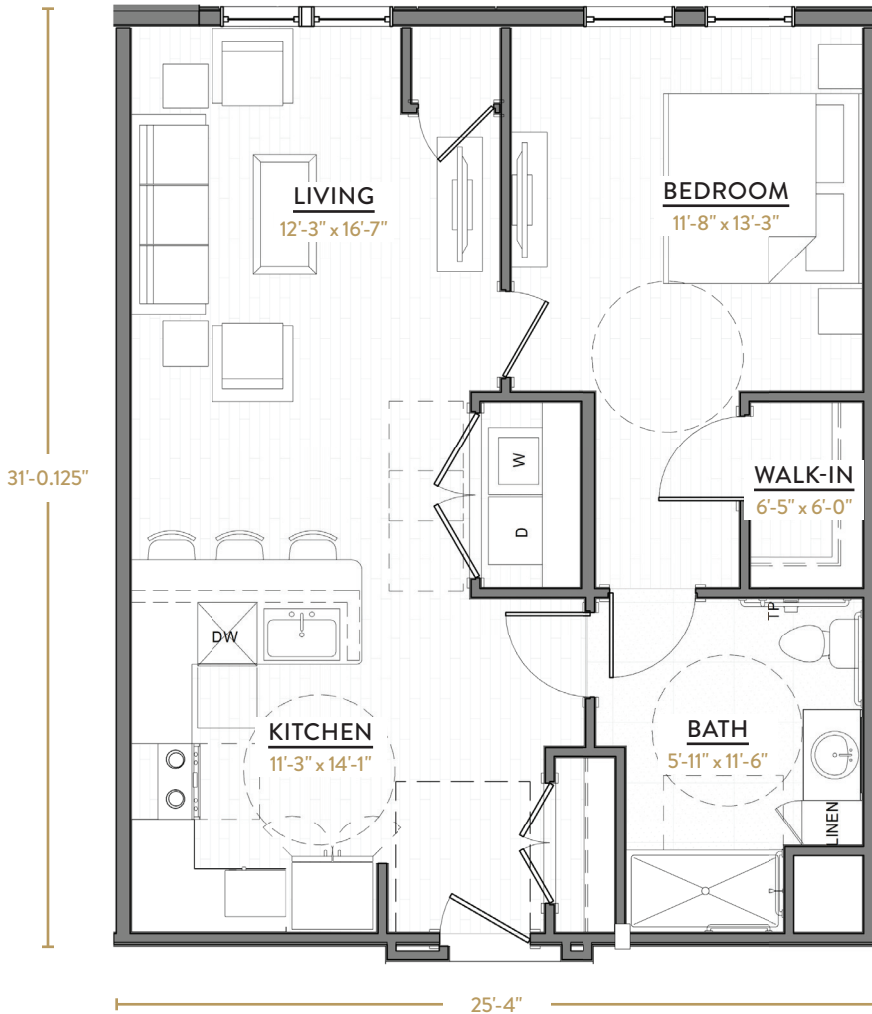 LIVING
12'-3" x 16'-7"
BEDROOM
11'-8" x 13'-3"
31'-0.125"
W
D
WALK-IN
6'-5" x 6'-0"
DW
TP
KITCHEN
11'-3" x 14'-1"
BATH
5'-11" x 11'-6"
LINEN
25'-4"